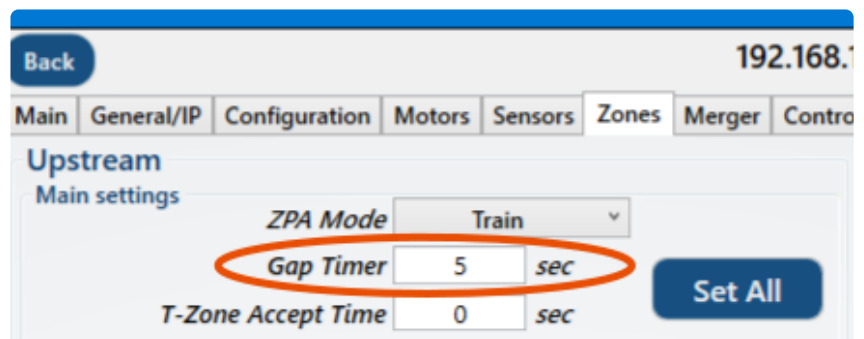 Back 192.168.1
Main General/IP Configuration Motors Sensors Zones Merger Contro
Upstream
Main settings
ZPA Mode Train
Gap Timer 5 sec
Set All
T-Zone Accept Time 0 sec